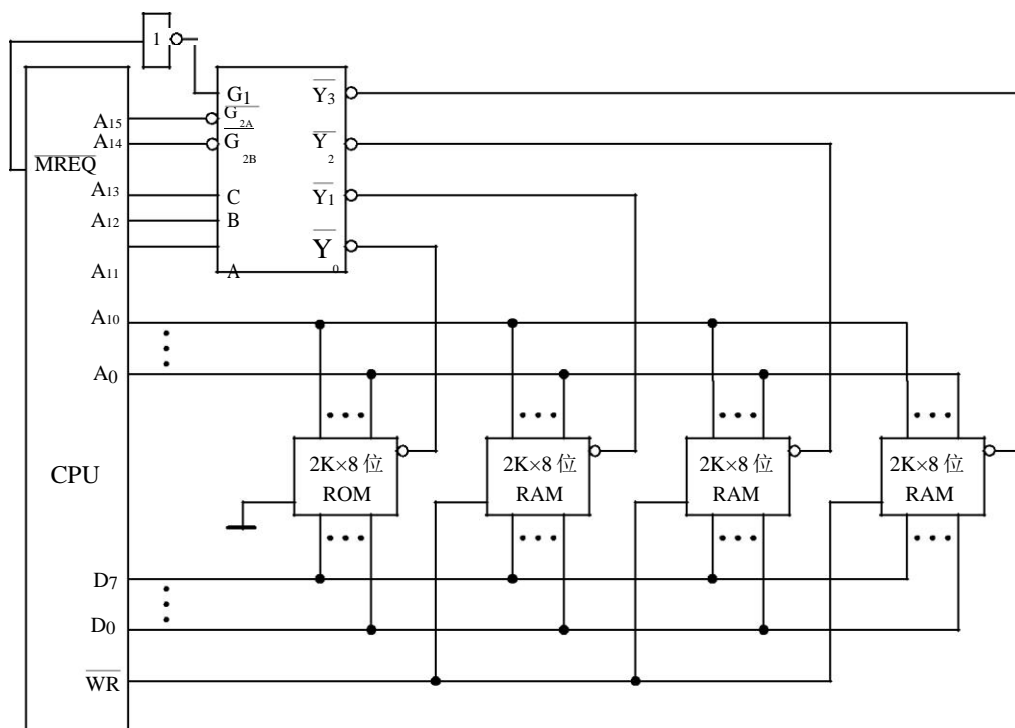 1
G1
Y3
A15
G2A
A14
G2B
Y2
MREQ
A13
C
Y1
A12
B
Y0
A11
A
A10
A0
CPU
2K×8 位
ROM
2K×8 位
RAM
2K×8 位
RAM
2K×8 位
RAM
D7
D0
WR